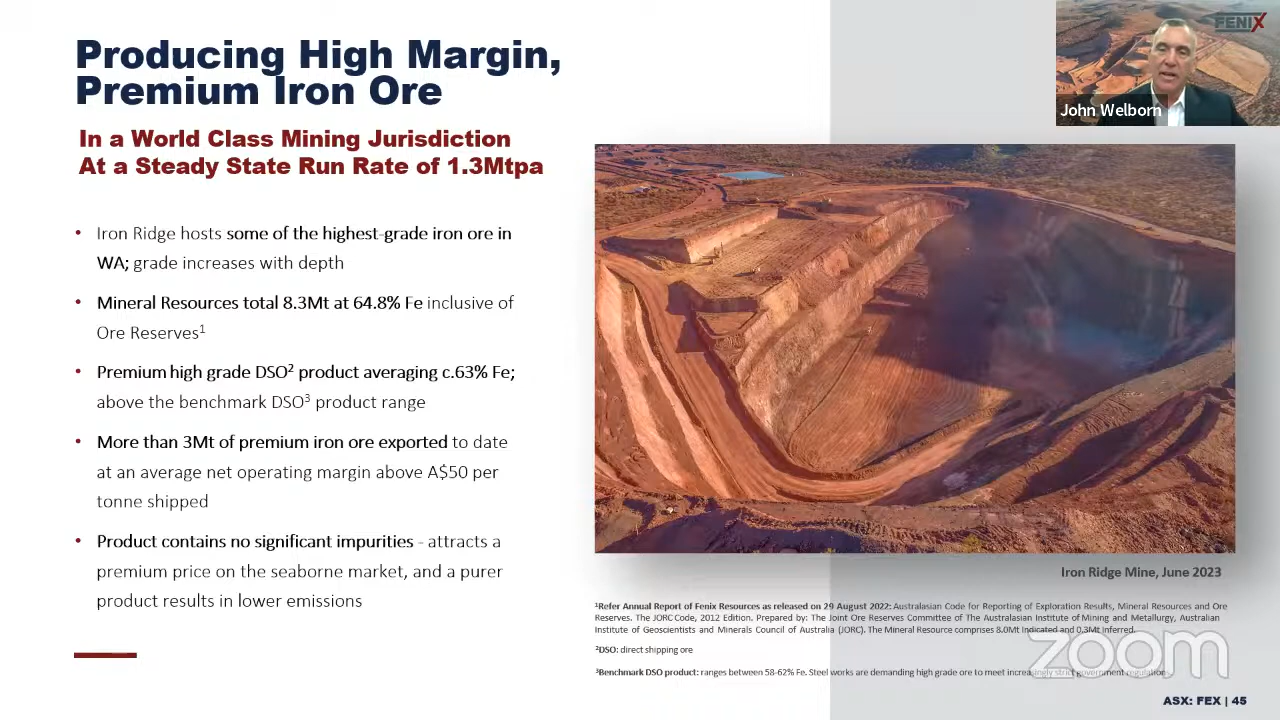 Producing High Margin,
Premium Iron Ore
In a World Class Mining Jurisdiction
At a Steady State Run Rate of 1.3Mtpa
• Iron Ridge hosts some of the highest-grade iron ore in
WA; grade increases with depth
• Mineral Resources total 8.3Mt at 64.8% Fe inclusive of
Ore Reserves¹
• Premium high grade DSO² product averaging c.63% Fe;
above the benchmark DSO³ product range
• More than 3Mt of premium iron ore exported to date
at an average net operating margin above A$50 per
tonne shipped
• Product contains no significant impurities - attracts a
premium price on the seaborne market, and a purer
product results in lower emissions
FENIX
John Welborn
Iron Ridge Mine, June 2023
¹Refer Annual Report of Fenix Resources as released on 29 August 2022: Australasian Code for Reporting of Exploration Results, Mineral Resources and Ore
Reserves. The JORC Code, 2012 Edition. Prepared by: The Joint Ore Reserves Committee of The Australasian Institute of Mining and Metallurgy, Australian
Institute of Geoscientists and Minerals Council of Australia (JORC). The Mineral Resource comprises 8.0Mt Indicated and 0.3Mt Inferred.
²DSO: direct shipping ore
³Benchmark DSO product: ranges between 58-62% Fe. Steel works are demanding high grade ore to meet increasingly strict government regulations.
zoom
ASX: FEX | 45